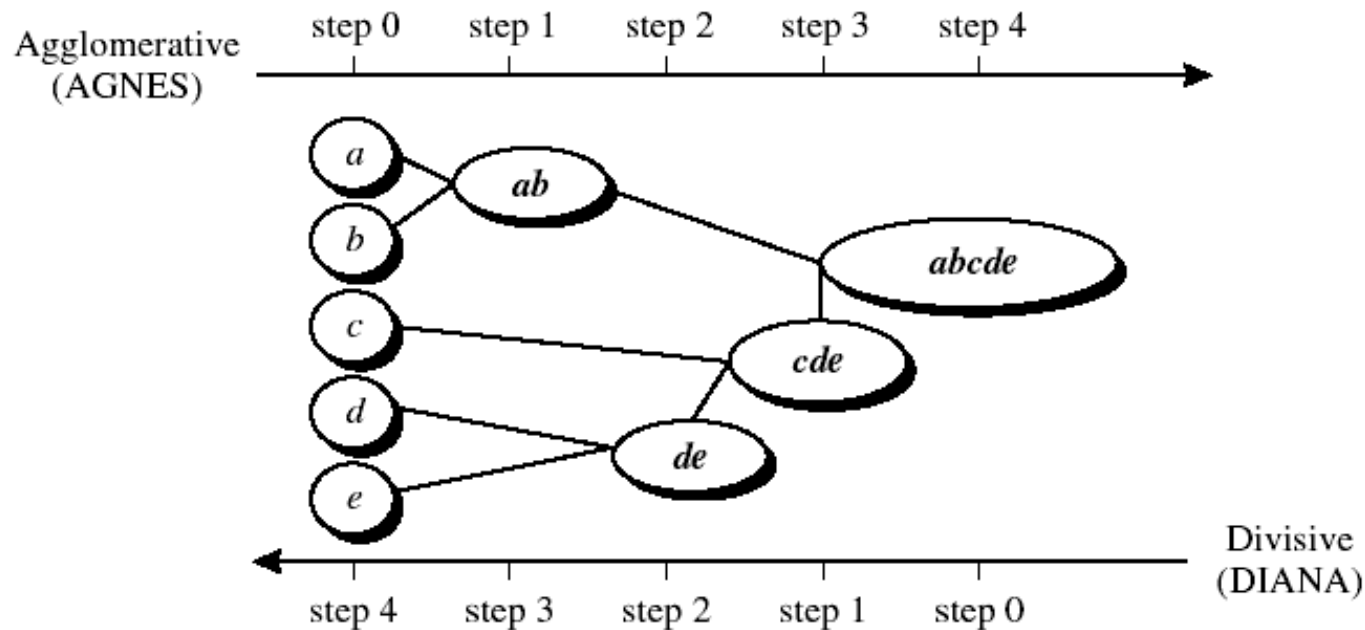 step 0 step 1 step 2 step 3 step 4
Agglomerative
(AGNES)
a
ab
b
abcde
c
cde
d
de
e
Divisive
(DIANA)
step 4 step 3 step 2 step 1 step 0